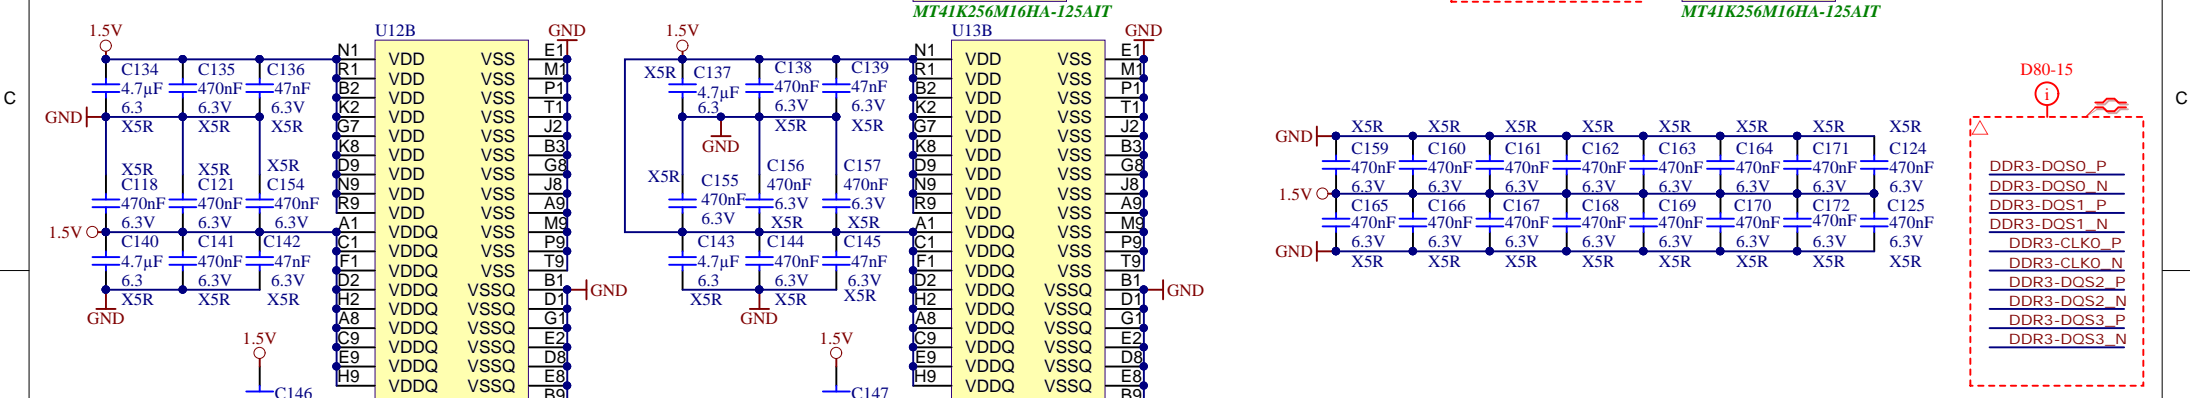 MT41K256M16HA-125AIT
MT41K256M16HA-125AIT
C
C
1.5V
U12B
GND
N1 VDD VSS E1
R1 VDD VSS M1
B2 VDD VSS P1
K2 VDD VSS T1
G7 VDD VSS J2
K8 VDD VSS B3
D9 VDD VSS G8
N9 VDD VSS J8
R9 VDD VSS A9
A1 VDDQ VSS M9
C1 VDDQ VSS P9
F1 VDDQ VSS T9
D2 VDDQ VSSQ B1
H2 VDDQ VSSQ D1
A8 VDDQ VSSQ G1
C9 VDDQ VSSQ E2
E9 VDDQ VSSQ D8
H9 VDDQ VSSQ E8
B9
GND
C134 C135 C136
4.7µF 470nF 47nF
6.3 6.3V 6.3V
GND
X5R X5R X5R
X5R X5R X5R
C118 C121 C154
470nF 470nF 470nF
6.3V 6.3V 6.3V
1.5V
C140 C141 C142
4.7µF 470nF 47nF
6.3 6.3V 6.3V
X5R X5R X5R
GND
1.5V
C146
1.5V
U13B
GND
N1 VDD VSS E1
R1 VDD VSS M1
B2 VDD VSS P1
K2 VDD VSS T1
G7 VDD VSS J2
K8 VDD VSS B3
D9 VDD VSS G8
N9 VDD VSS J8
R9 VDD VSS A9
A1 VDDQ VSS M9
C1 VDDQ VSS P9
F1 VDDQ VSS T9
D2 VDDQ VSSQ B1
H2 VDDQ VSSQ D1
A8 VDDQ VSSQ G1
C9 VDDQ VSSQ E2
E9 VDDQ VSSQ D8
H9 VDDQ VSSQ E8
B9
GND
X5R C137 C138 C139
4.7µF 470nF 47nF
6.3 6.3V 6.3V
X5R X5R
GND
X5R C155 C156 C157
470nF 470nF 470nF
6.3V 6.3V 6.3V
X5R X5R
C143 C144 C145
4.7µF 470nF 47nF
6.3 6.3V 6.3V
X5R X5R X5R
GND
1.5V
C147
GND
X5R X5R X5R X5R X5R X5R X5R X5R
C159 C160 C161 C162 C163 C164 C171 C124
470nF 470nF 470nF 470nF 470nF 470nF 470nF 470nF
6.3V 6.3V 6.3V 6.3V 6.3V 6.3V 6.3V 6.3V
1.5V
C165 C166 C167 C168 C169 C170 C172 C125
470nF 470nF 470nF 470nF 470nF 470nF 470nF 470nF
6.3V 6.3V 6.3V 6.3V 6.3V 6.3V 6.3V 6.3V
GND
X5R X5R X5R X5R X5R X5R X5R X5R
D80-15
i
DDR3-DQS0_P
DDR3-DQS0_N
DDR3-DQS1_P
DDR3-DQS1_N
DDR3-CLK0_P
DDR3-CLK0_N
DDR3-DQS2_P
DDR3-DQS2_N
DDR3-DQS3_P
DDR3-DQS3_N